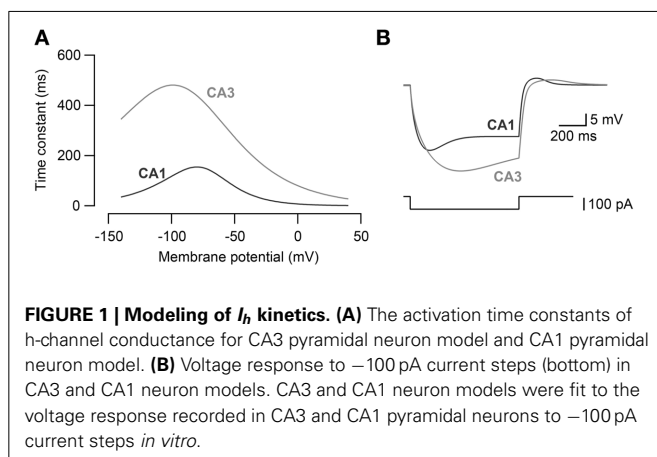 A
B
600
400
200
0
Time constant (ms)
CA3
CA1
-150
-100
-50
0
50
Membrane potential (mV)
CA1
CA3
5 mV
200 ms
100 pA
FIGURE 1 | Modeling of Ih kinetics. (A) The activation time constants of
h-channel conductance for CA3 pyramidal neuron model and CA1 pyramidal
neuron model. (B) Voltage response to −100 pA current steps (bottom) in
CA3 and CA1 neuron models. CA3 and CA1 neuron models were fit to the
voltage response recorded in CA3 and CA1 pyramidal neurons to −100 pA
current steps in vitro.